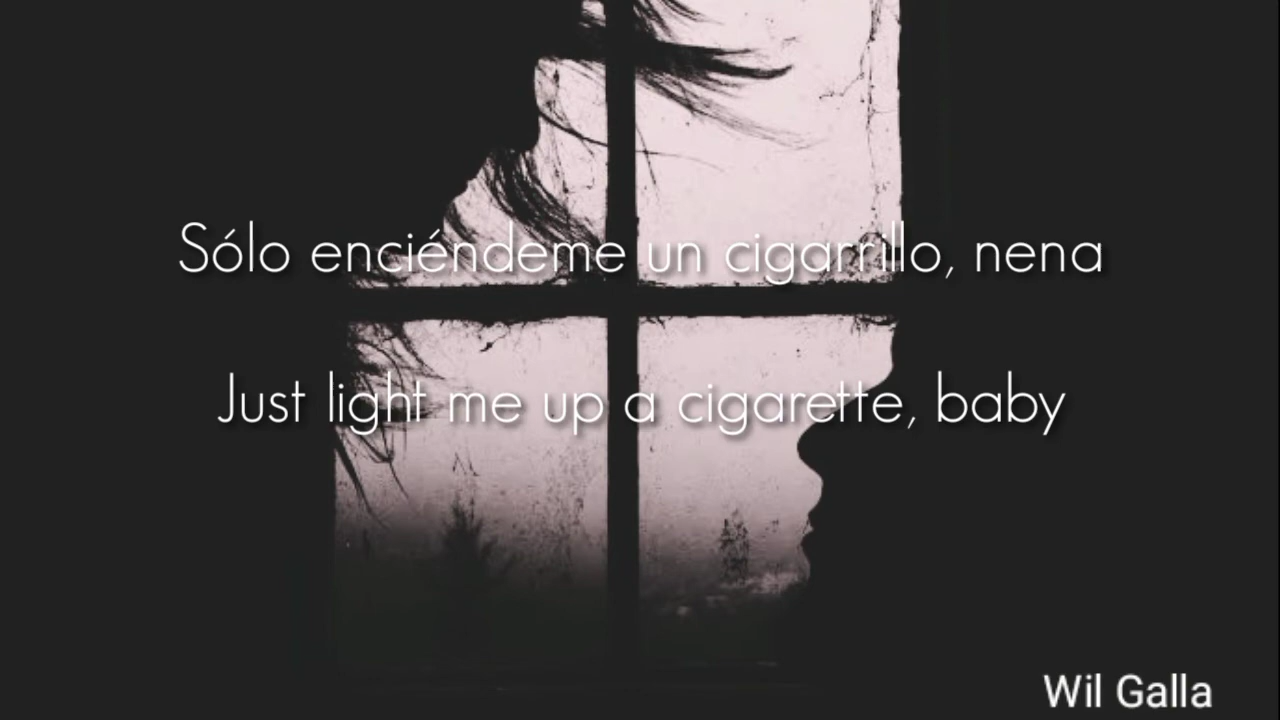 Sólo enciéndeme un cigarrillo, nena
Just light me up a cigarette, baby
Wil Galla